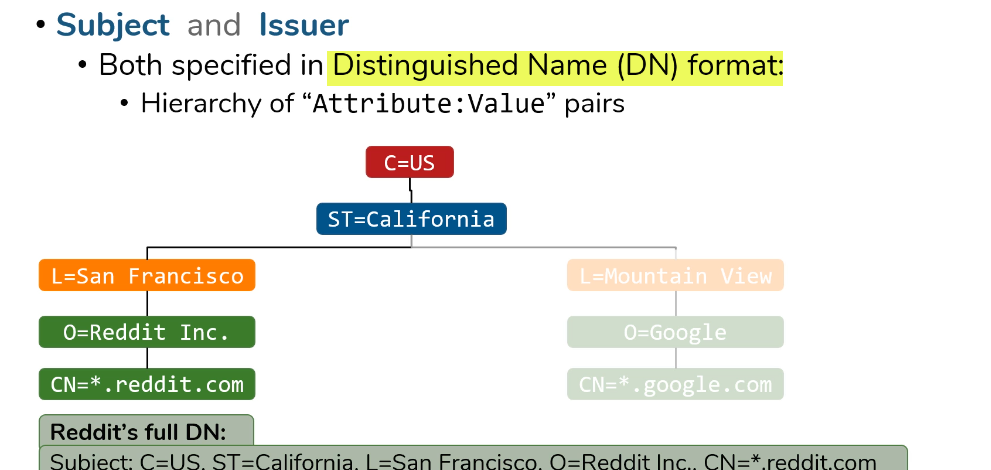 • Subject and Issuer
• Both specified in Distinguished Name (DN) format:
• Hierarchy of “Attribute:Value” pairs
C=US
ST=California
L=San Francisco
L=Mountain View
O=Reddit Inc.
O=Google
CN=*.reddit.com
CN=*.google.com
Reddit’s full DN:
Subject: C=US, ST=California, L=San Francisco, O=Reddit Inc., CN=*.reddit.com